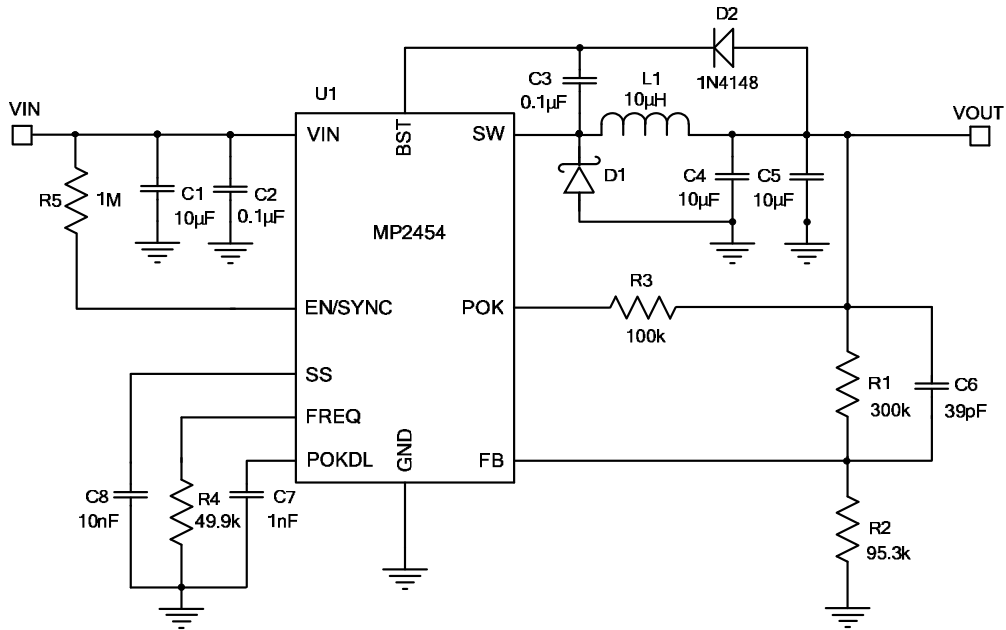 D2
1N4148
C3
0.1µF
L1
10µH
U1
VIN
VOUT
VIN
BST
SW
R5
1M
C1
10µF
C2
0.1µF
D1
C4
10µF
C5
10µF
MP2454
R3
100k
EN/SYNC
POK
SS
FREQ
POKDL
GND
FB
R1
300k
C6
39pF
C8
10nF
R4
49.9k
C7
1nF
R2
95.3k